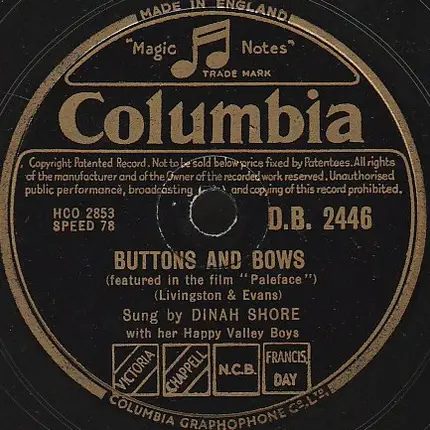 MADE IN ENGLAND
"Magic Notes"
TRADE MARK
Columbia
Copyright Patented Record. Not to be sold below price fixed by Patentees. All rights
of the manufacturer and of the Owner of the recorded work reserved. Unauthorised
public performance, broadcasting and copying of this record prohibited.
HCO 2853
SPEED 78
D.B. 2446
BUTTONS AND BOWS
(featured in the film "Paleface")
(Livingston & Evans)
Sung by DINAH SHORE
with her Happy Valley Boys
VICTORIA
CHAPPELL
N.C.B.
FRANCIS,
DAY
COLUMBIA GRAPHOPHONE Co. LTD.